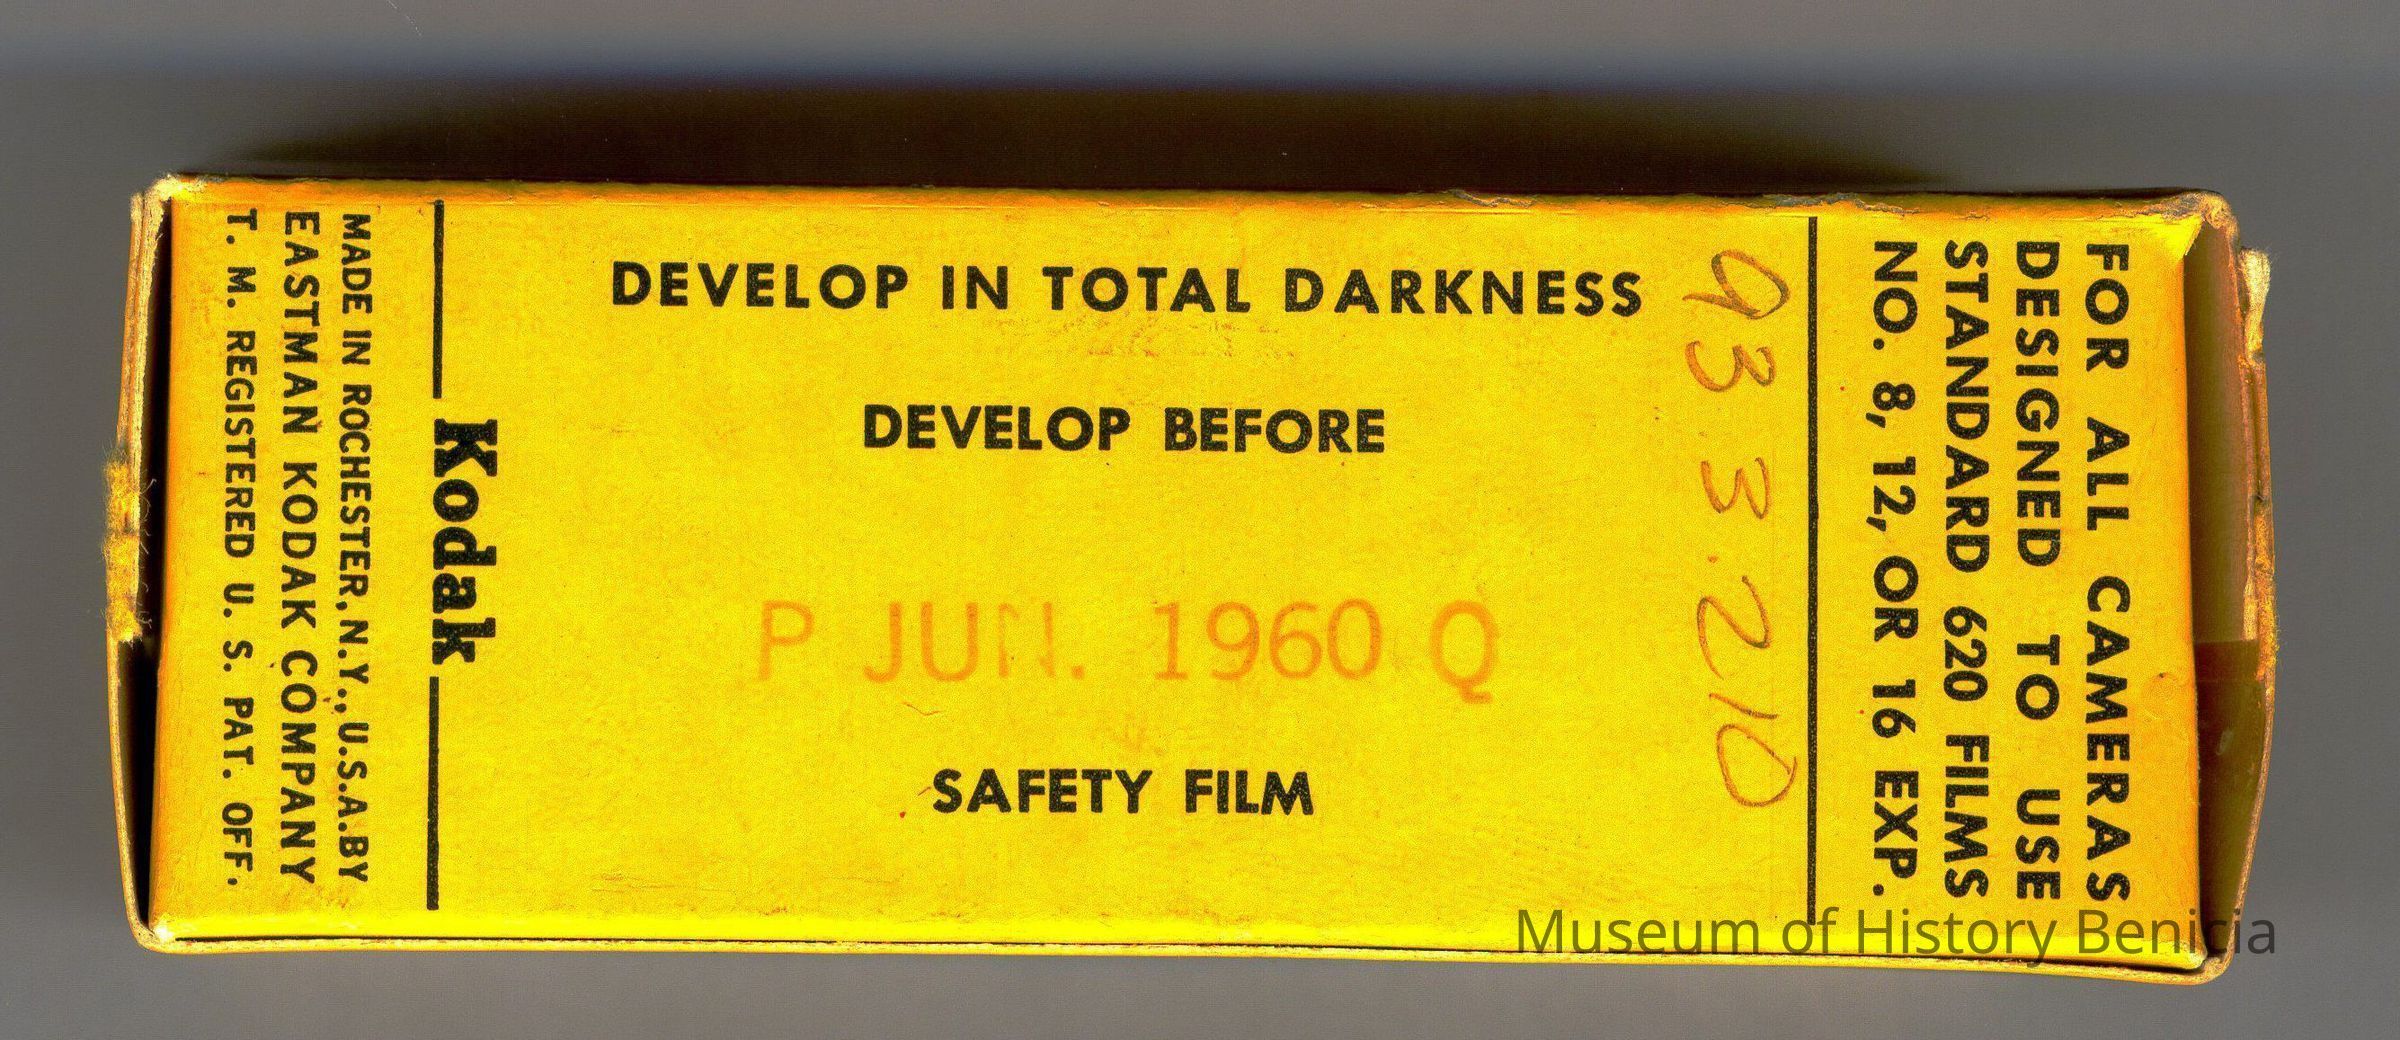 MADE IN ROCHESTER, N.Y., U.S.A. BY
EASTMAN KODAK COMPANY
T. M. REGISTERED U. S. PAT. OFF.
Kodak
DEVELOP IN TOTAL DARKNESS
DEVELOP BEFORE
P JUN. 1960 Q
SAFETY FILM
93 3.210
FOR ALL CAMERAS
DESIGNED TO USE
STANDARD 620 FILMS
NO. 8, 12, OR 16 EXP.
Museum of History Benicia